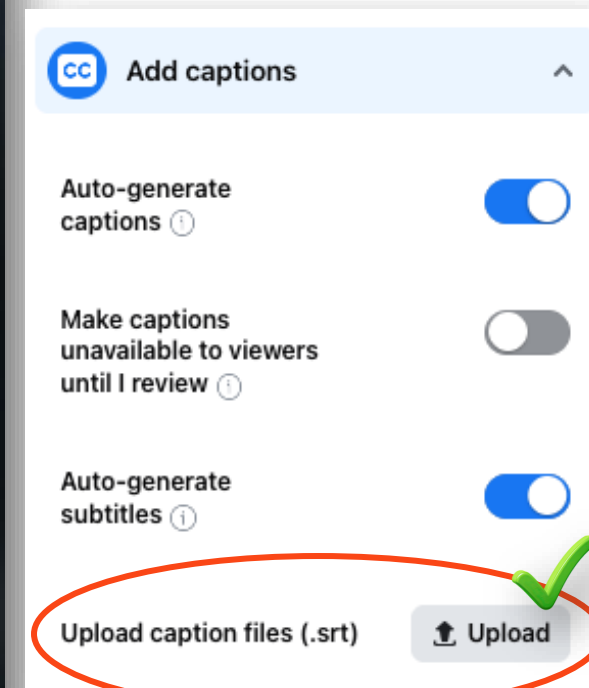 CC Add captions
Auto-generate
captions
Make captions
unavailable to viewers
until I review
Auto-generate
subtitles
Upload caption files (.srt) Upload